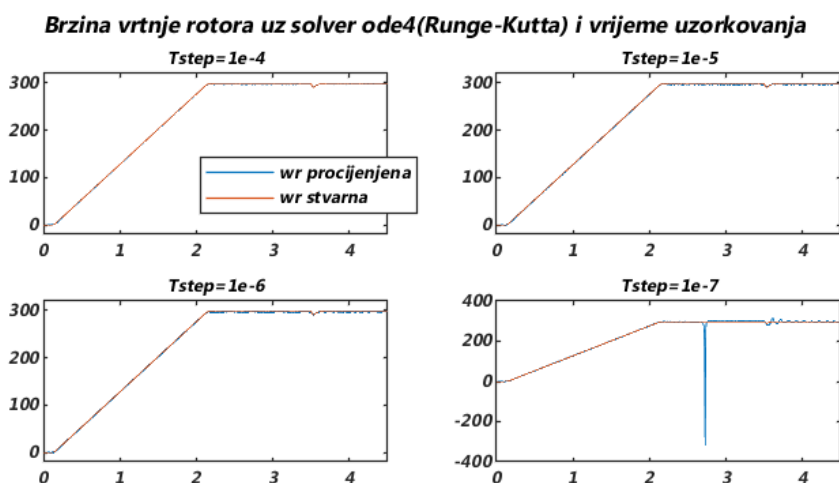 Brzina vrtnje rotora uz solver ode4(Runge-Kutta) i vrijeme uzorkovanja
Tstep=1e-4
300
200
100
0
0 1 2 3 4
wr procijenjena
wr stvarna
Tstep=1e-5
300
200
100
0
0 1 2 3 4
Tstep=1e-6
300
200
100
0
0 1 2 3 4
Tstep=1e-7
400
200
0
-200
-400
0 1 2 3 4